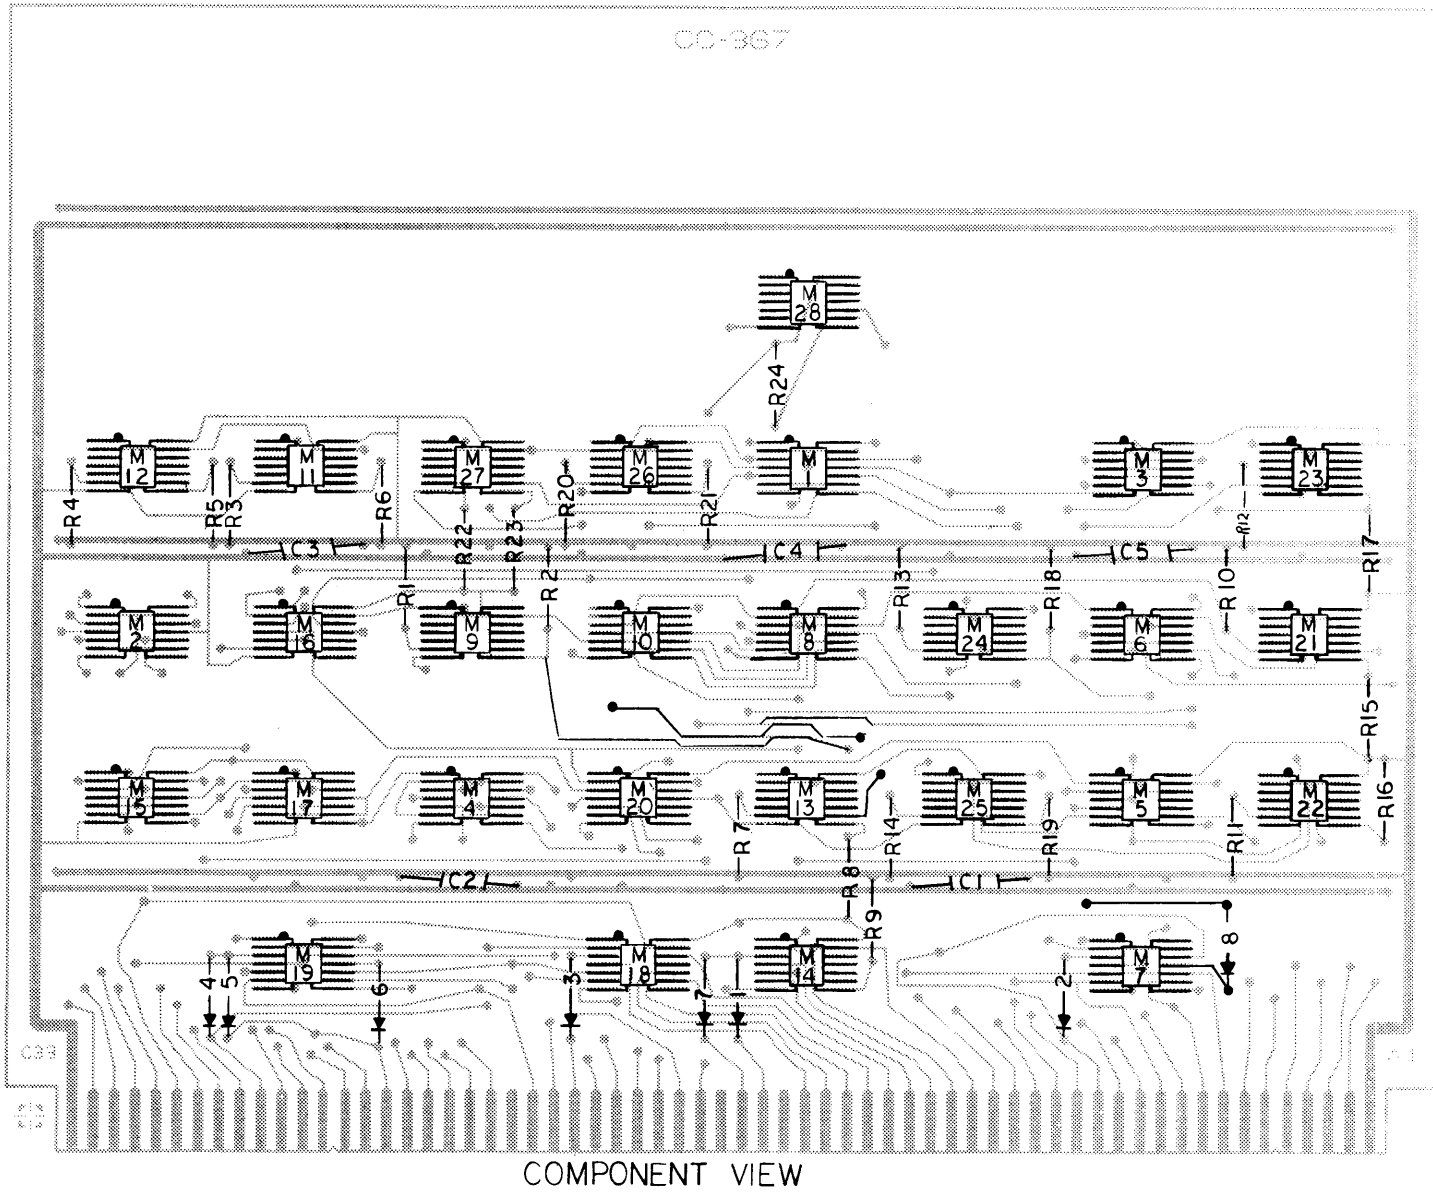 CC-367
M 28
R24
M 12
M 11
M 27
M 26
M 1
M 3
M 23
R4
R5
R3
R6
R22
R23
R20
R21
R12
R17
C3
C4
C5
R1
R2
R13
R18
R10
M 2
M 16
M 9
M 10
M 8
M 24
M 6
M 21
R15
M 15
M 17
M 4
M 20
M 13
M 25
M 5
M 22
R7
R8
R14
R19
R11
R16
C2
C1
R9
M 19
M 18
M 14
M 7
4
5
6
3
7
1
2
8
C33
A1
COMPONENT VIEW